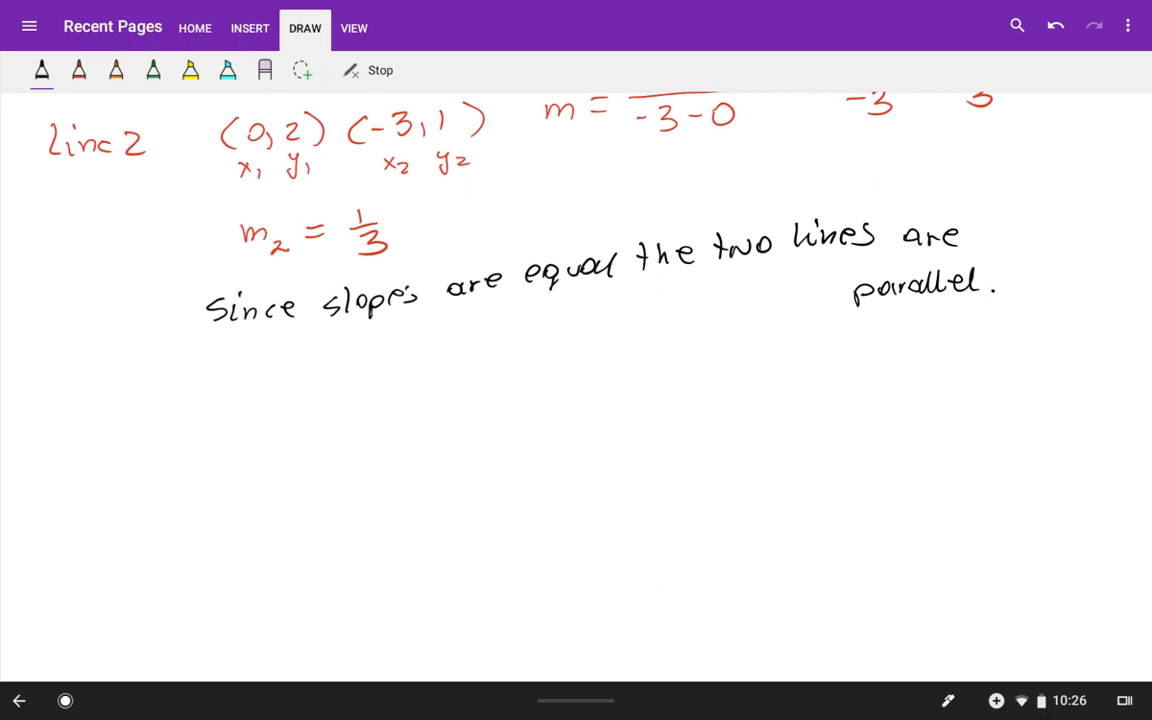 Recent Pages HOME INSERT DRAW VIEW
Stop
Line 2 (0, 2) (-3, 1) m = -3 - 0 -3 3
x1 y1 x2 y2
m2 = 1/3
Since slopes are equal the two lines are
parallel.
10:26